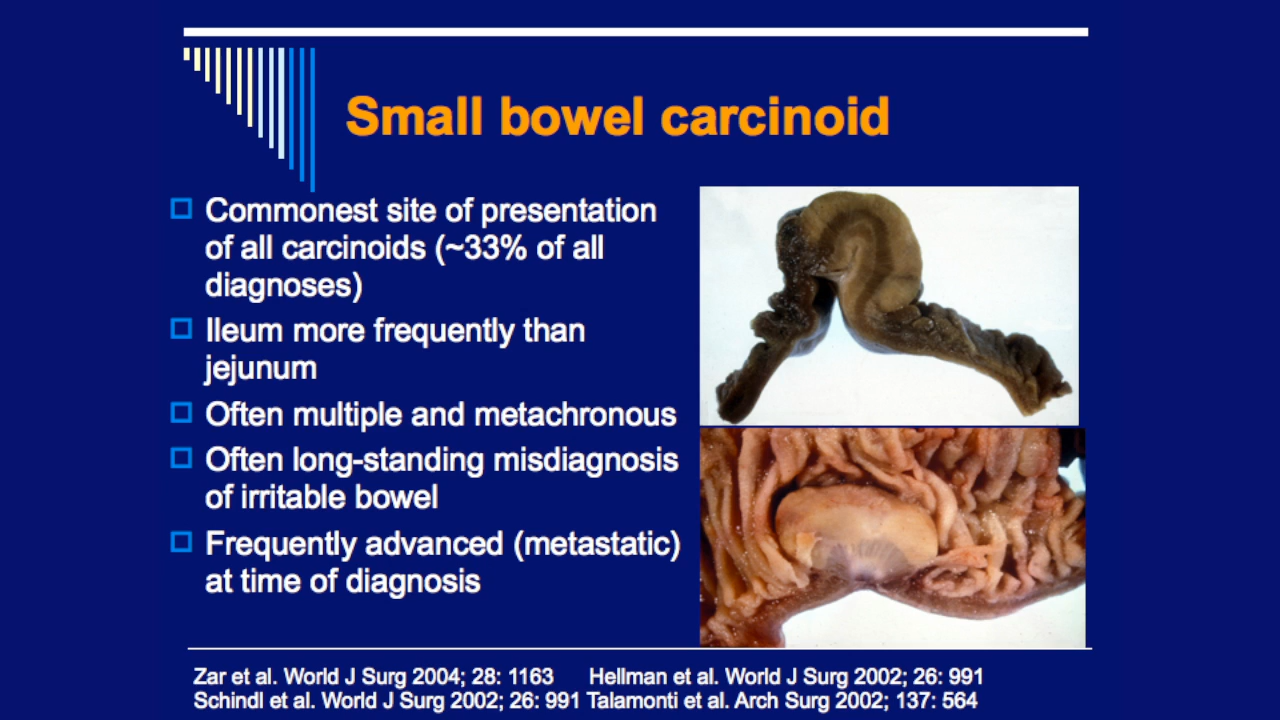 Small bowel carcinoid
Commonest site of presentation
of all carcinoids (~33% of all
diagnoses)
Ileum more frequently than
jejunum
Often multiple and metachronous
Often long-standing misdiagnosis
of irritable bowel
Frequently advanced (metastatic)
at time of diagnosis
Zar et al. World J Surg 2004; 28: 1163 Hellman et al. World J Surg 2002; 26: 991
Schindl et al. World J Surg 2002; 26: 991 Talamonti et al. Arch Surg 2002; 137: 564